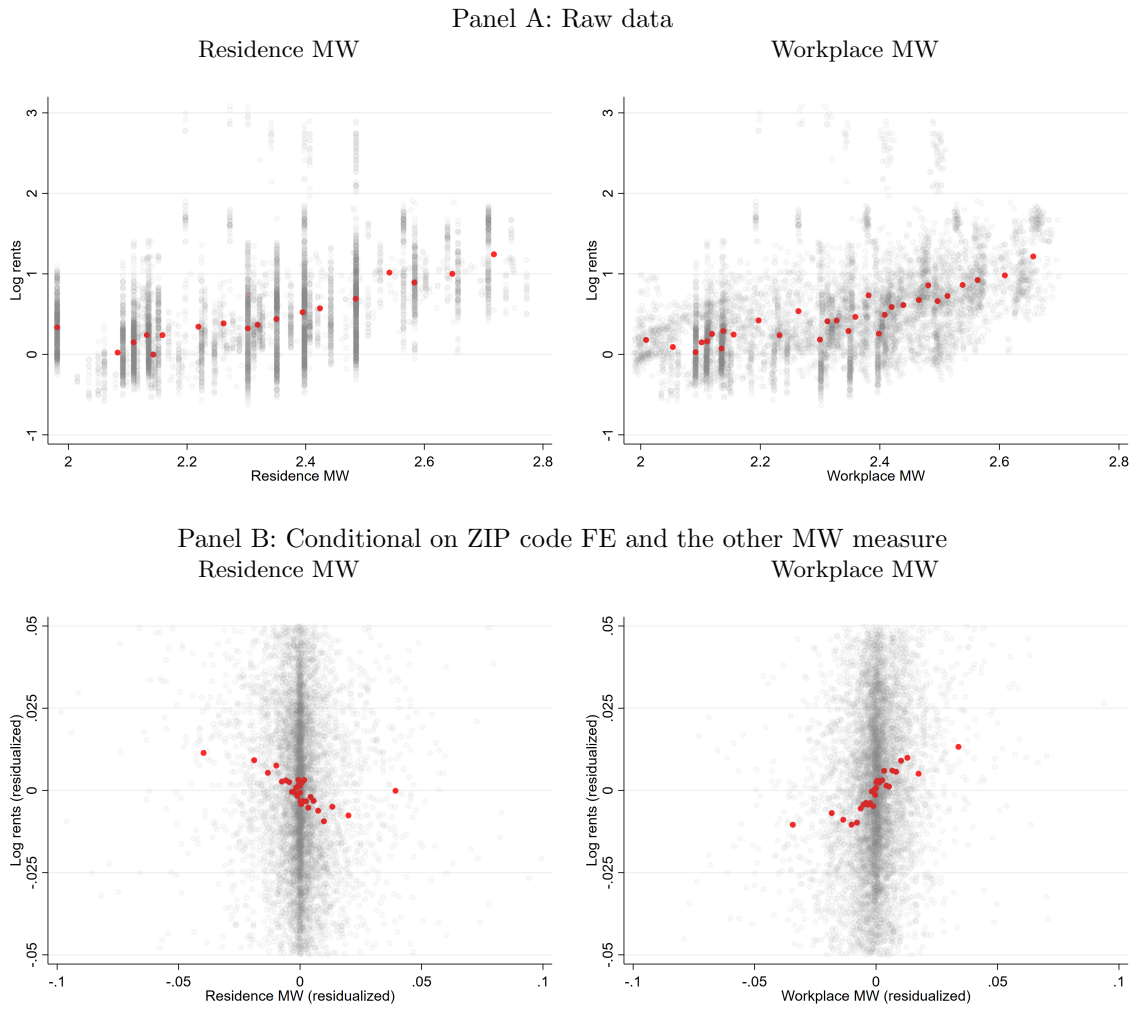 Panel A: Raw data
Residence MW
Workplace MW
3
2
1
0
-1
Log rents
2
2.2
2.4
2.6
2.8
Residence MW
3
2
1
0
-1
Log rents
2
2.2
2.4
2.6
2.8
Workplace MW
Panel B: Conditional on ZIP code FE and the other MW measure
Residence MW
Workplace MW
.05
.025
0
-.025
-.05
Log rents (residualized)
-.1
-.05
0
.05
.1
Residence MW (residualized)
.05
.025
0
-.025
-.05
Log rents (residualized)
-.1
-.05
0
.05
.1
Workplace MW (residualized)